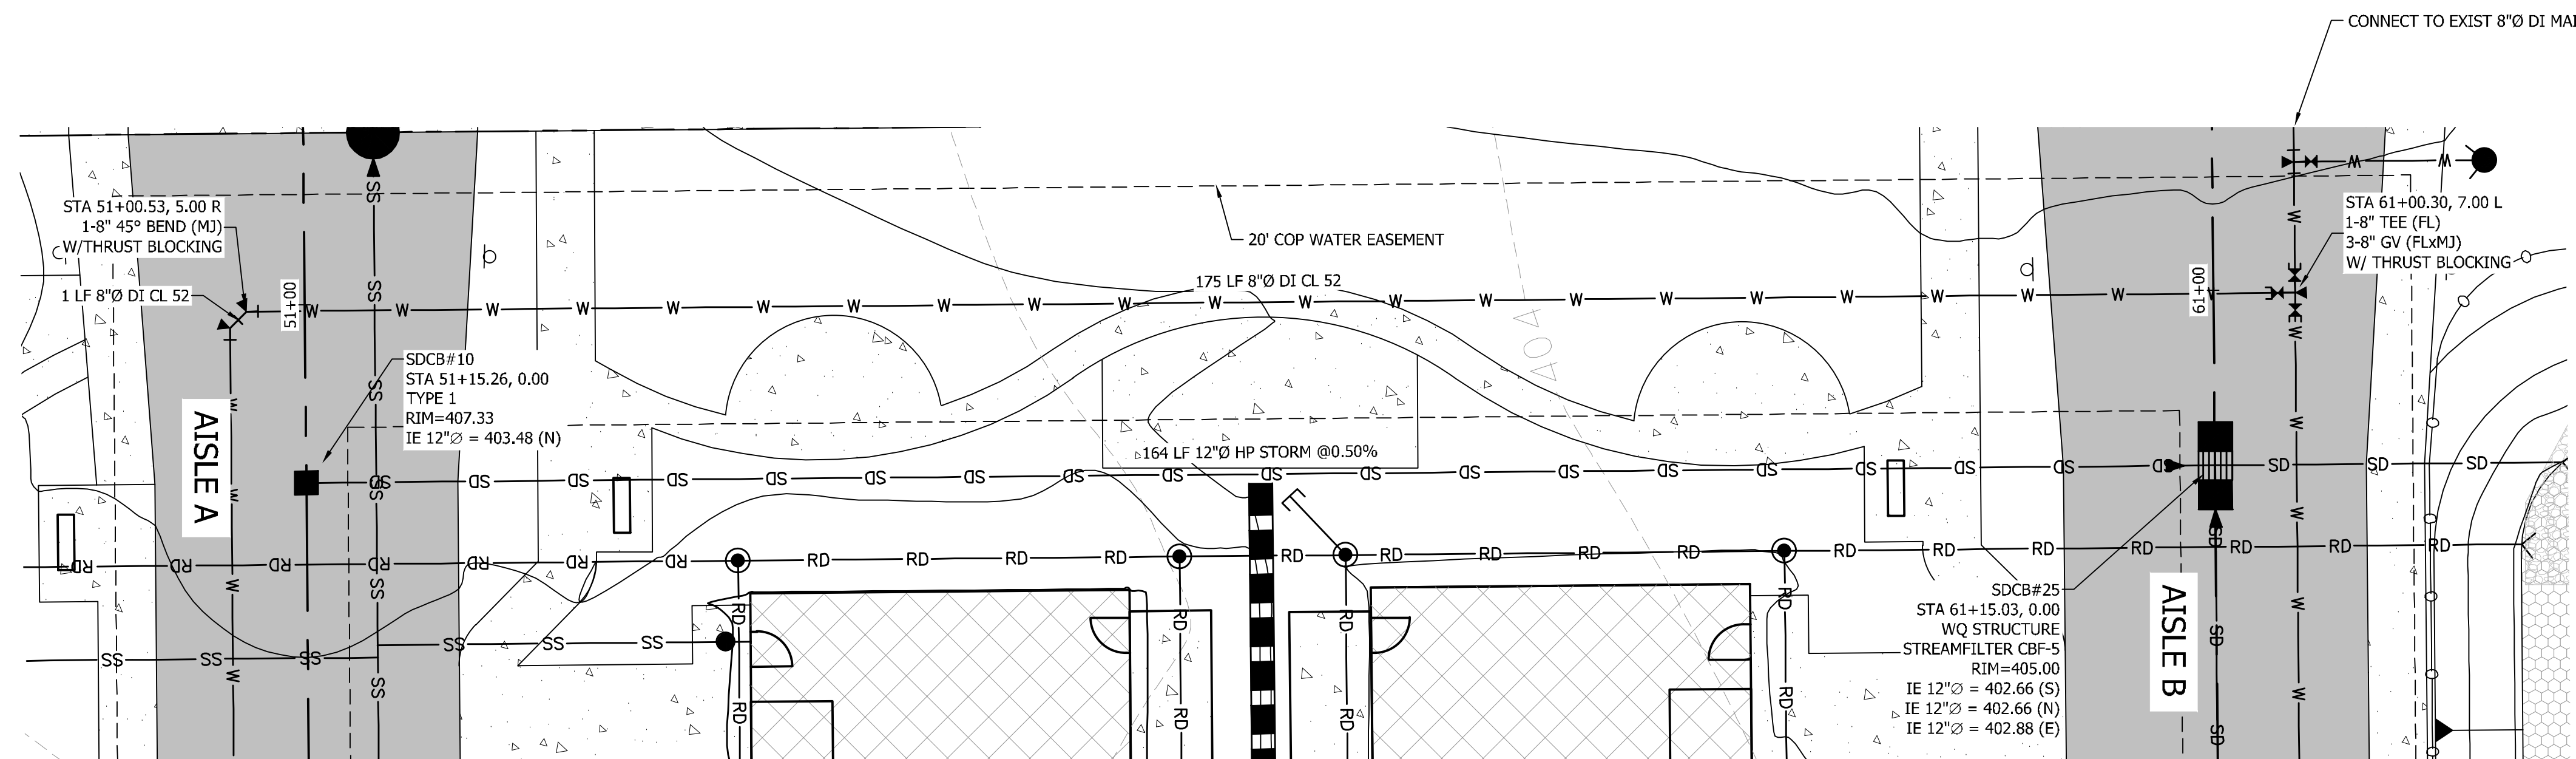 CONNECT TO EXIST 8"Ø DI
STA 51+00.53, 5.00 R
1-8" 45° BEND (MJ)
W/THRUST BLOCKING
1 LF 8"Ø DI CL 52
51+00
20' COP WATER EASEMENT
175 LF 8"Ø DI CL 52
STA 61+00.30, 7.00 L
1-8" TEE (FL)
3-8" GV (FLxMJ)
W/ THRUST BLOCKING
61+00
SDCB#10
STA 51+15.26, 0.00
TYPE 1
RIM=407.33
IE 12"Ø = 403.48 (N)
AISLE A
164 LF 12"Ø HP STORM @0.50%
SDCB#25
STA 61+15.03, 0.00
WQ STRUCTURE
STREAMFILTER CBF-5
RIM=405.00
IE 12"Ø = 402.66 (S)
IE 12"Ø = 402.66 (N)
IE 12"Ø = 402.88 (E)
AISLE B
W
SS
SD
RD